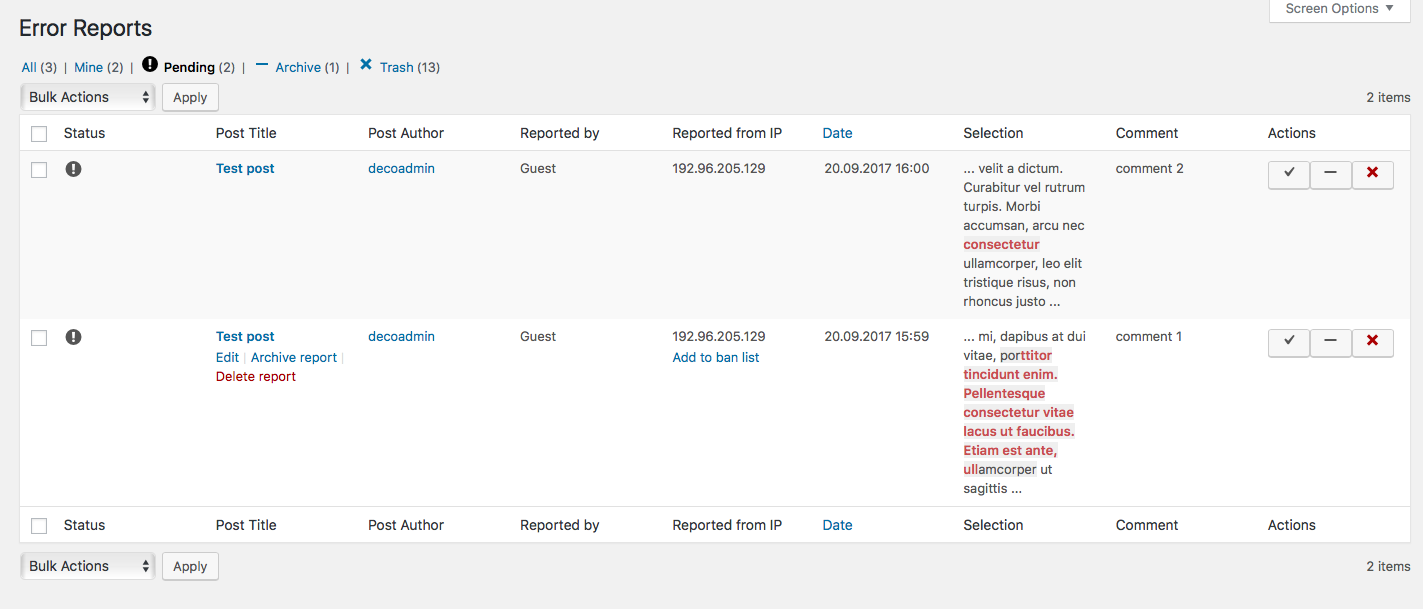 Screen Options
Error Reports
All (3) | Mine (2) | Pending (2) | Archive (1) | Trash (13)
Bulk Actions Apply 2 items
Status Post Title Post Author Reported by Reported from IP Date Selection Comment Actions
Test post decoadmin Guest 192.96.205.129 20.09.2017 16:00 ... velit a dictum. comment 2
Curabitur vel rutrum
turpis. Morbi
accumsan, arcu nec
consectetur
ullamcorper, leo elit
tristique risus, non
rhoncus justo ...
Test post decoadmin Guest 192.96.205.129 20.09.2017 15:59 ... mi, dapibus at dui comment 1
Edit | Archive report | Add to ban list vitae, porttitor
Delete report tincidunt enim.
Pellentesque
consectetur vitae
lacus ut faucibus.
Etiam est ante,
ullamcorper ut
sagittis ...
Status Post Title Post Author Reported by Reported from IP Date Selection Comment Actions
Bulk Actions Apply 2 items